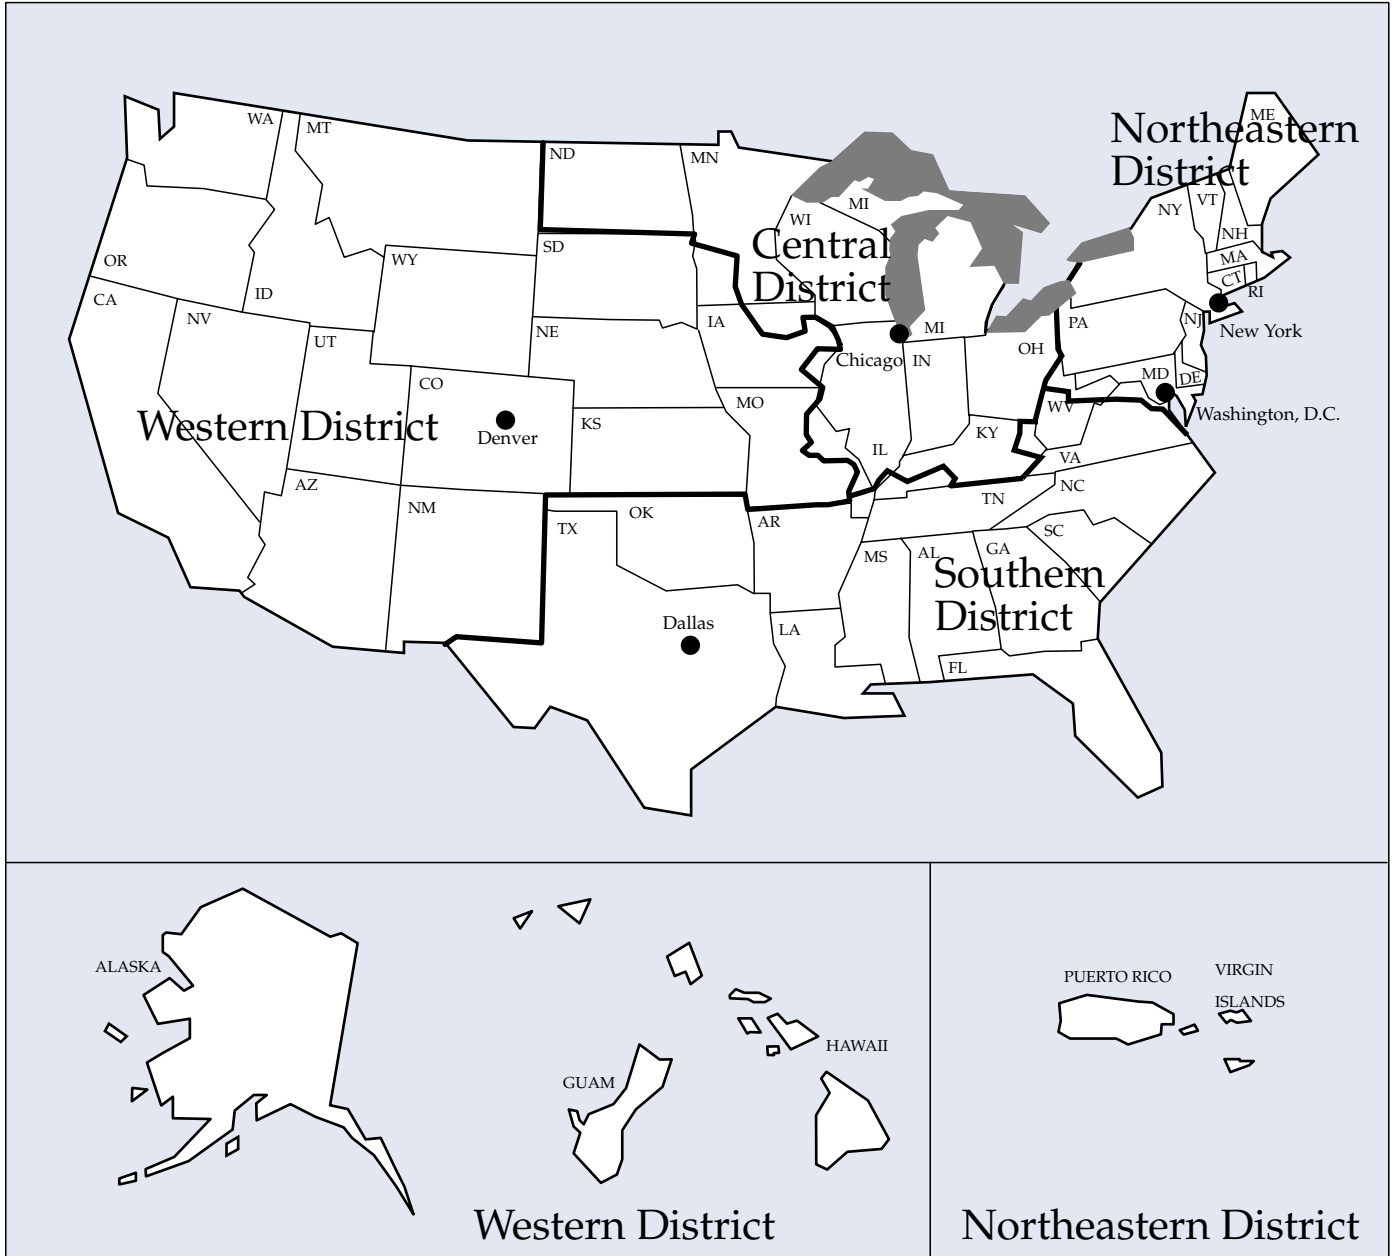 ME
Northeastern
District
WA
MT
ND
MN
MI
WI
NY
VT
NH
MA
CT
RI
OR
ID
WY
SD
Central
District
CA
NV
UT
NE
IA
MI
PA
NJ
New York
CO
Chicago
IN
OH
MD
DE
Western District
Denver
KS
MO
IL
KY
WV
Washington, D.C.
VA
AZ
NM
TX
OK
AR
TN
NC
MS
AL
GA
SC
Southern
District
Dallas
LA
FL
ALASKA
GUAM
HAWAII
Western District
PUERTO RICO
VIRGIN
ISLANDS
Northeastern District